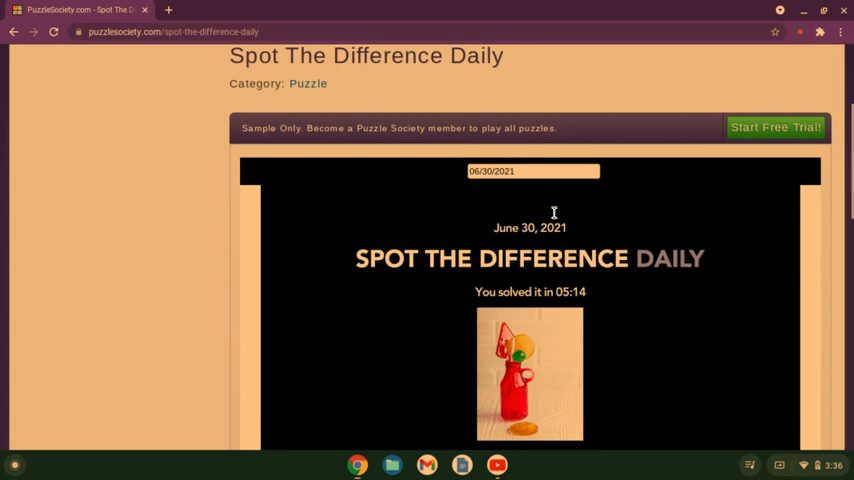 PuzzleSociety.com - Spot The Di
puzzlesociety.com/spot-the-difference-daily
Spot The Difference Daily
Category: Puzzle
Sample Only. Become a Puzzle Society member to play all puzzles.
Start Free Trial!
06/30/2021
June 30, 2021
SPOT THE DIFFERENCE DAILY
You solved it in 05:14
3:36